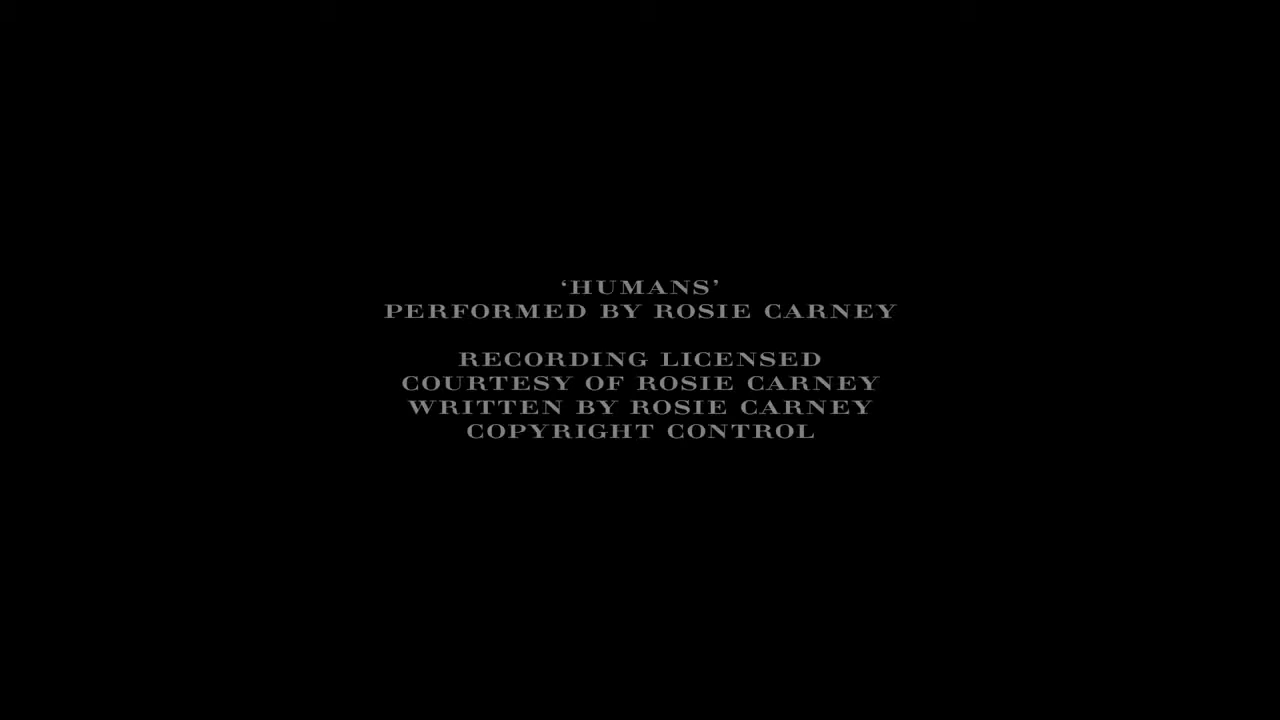 ‘HUMANS’
PERFORMED BY ROSIE CARNEY
RECORDING LICENSED
COURTESY OF ROSIE CARNEY
WRITTEN BY ROSIE CARNEY
COPYRIGHT CONTROL